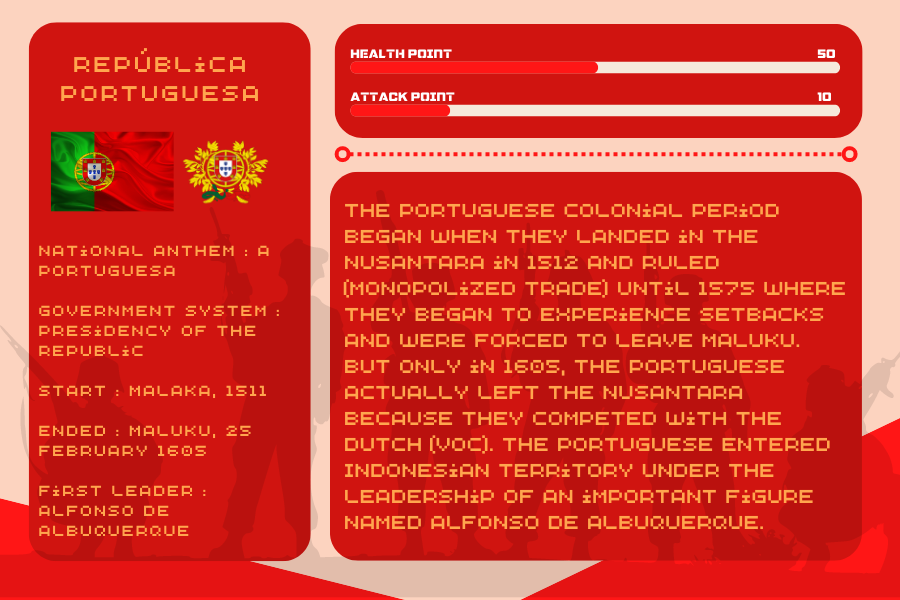 REPÚBLiCA
PORTUGUESA
NATiONAL ANTHEM : A
PORTUGUESA
GOVERNMENT SYSTEM :
PRESiDENCY OF THE
REPUBLiC
START : MALAKA, 1511
ENDED : MALUKU, 25
FEBRUARY 1605
FiRST LEADER :
ALFONSO DE
ALBUQUERQUE
HEALTH POINT 50
ATTACK POINT 10
THE PORTUGUESE COLONiAL PERiOD
BEGAN WHEN THEY LANDED iN THE
NUSANTARA iN 1512 AND RULED
(MONOPOLiZED TRADE) UNTiL 1575 WHERE
THEY BEGAN TO EXPERiENCE SETBACKS
AND WERE FORCED TO LEAVE MALUKU.
BUT ONLY iN 1605, THE PORTUGUESE
ACTUALLY LEFT THE NUSANTARA
BECAUSE THEY COMPETED WiTH THE
DUTCH (VOC). THE PORTUGUESE ENTERED
INDONESiAN TERRiTORY UNDER THE
LEADERSHiP OF AN iMPORTANT FiGURE
NAMED ALFONSO DE ALBUQUERQUE.